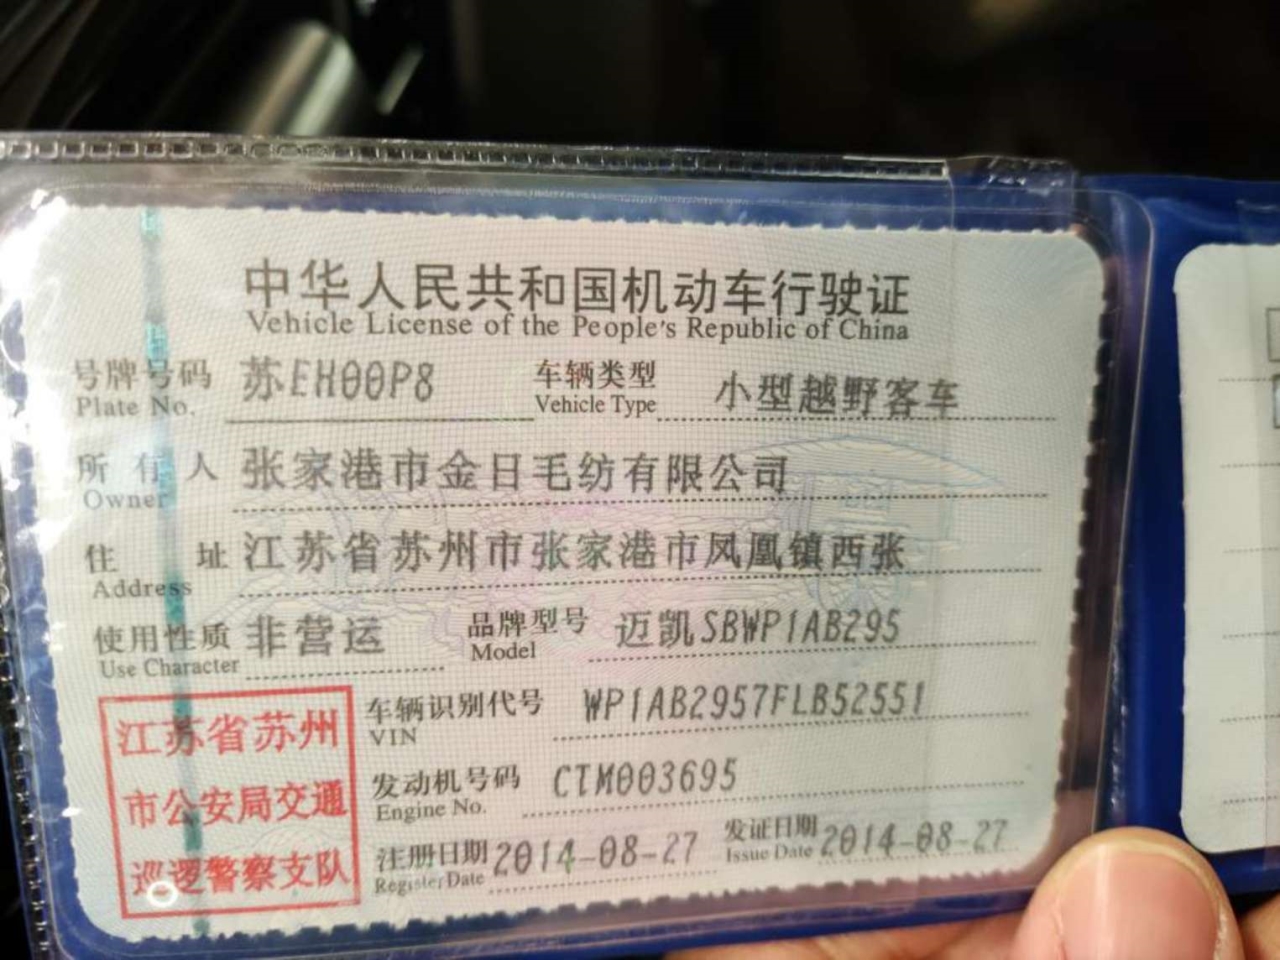 中华人民共和国机动车行驶证
Vehicle License of the People's Republic of China
号牌号码 苏EH00P8 车辆类型 小型越野客车
Plate No. Vehicle Type
所有人 张家港市金日毛纺有限公司
Owner
住址 江苏省苏州市张家港市凤凰镇西张
Address
使用性质 非营运 品牌型号 迈凯SBWP1AB295
Use Character Model
车辆识别代号 WP1AB2957FLB52551
VIN
发动机号码 CTM003695
Engine No.
注册日期 2014-08-27 发证日期 2014-08-27
Register Date Issue Date
江苏省苏州
市公安局交通
巡逻警察支队